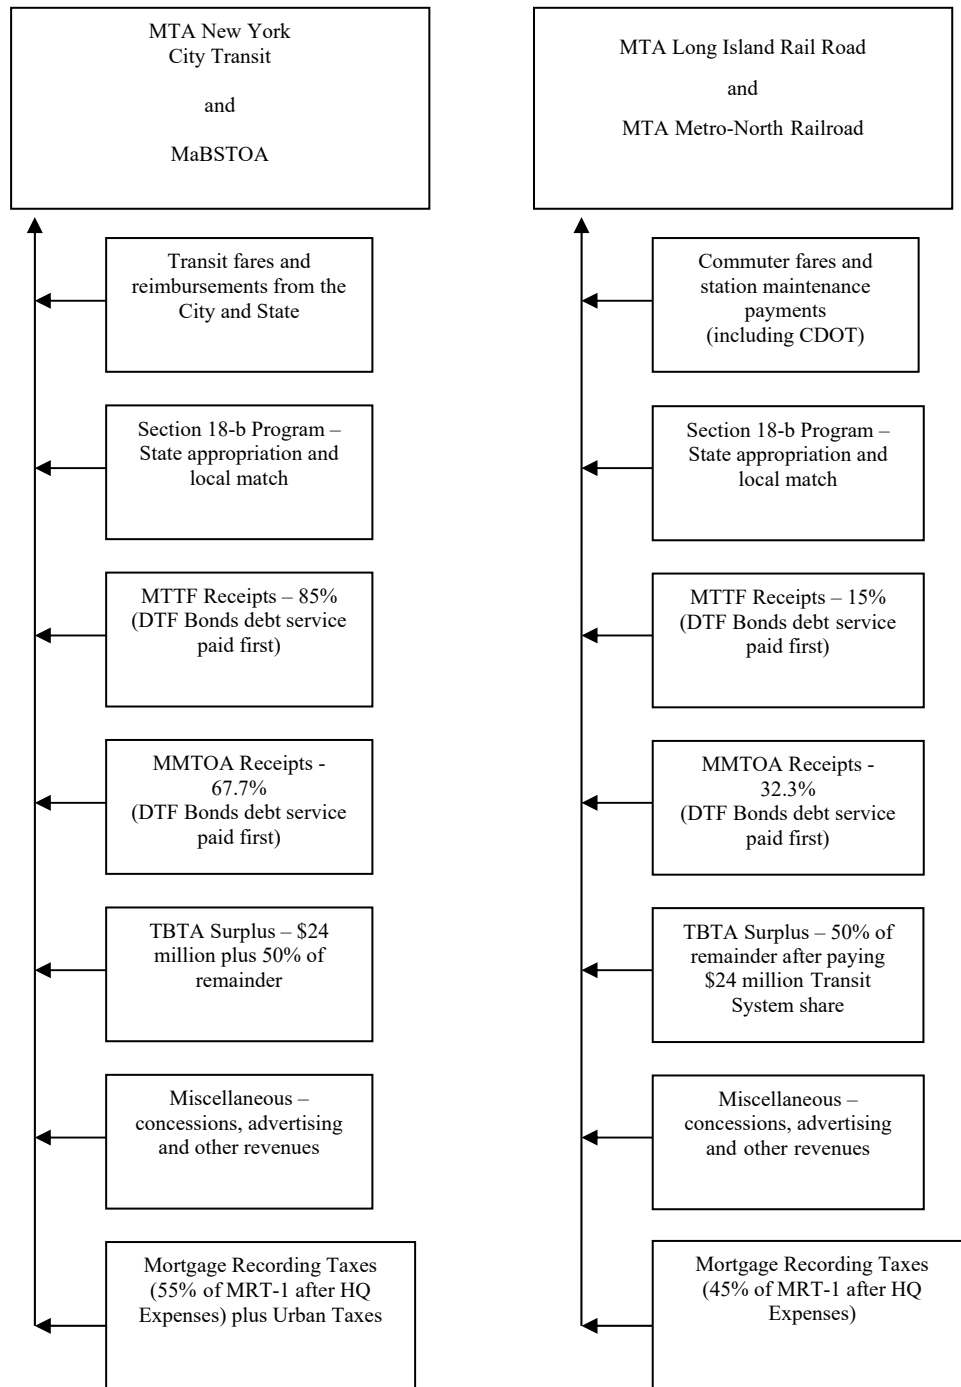 MTA New York
City Transit
and
MaBSTOA
Transit fares and
reimbursements from the
City and State
Section 18-b Program –
State appropriation and
local match
MTTF Receipts – 85%
(DTF Bonds debt service
paid first)
MMTOA Receipts -
67.7%
(DTF Bonds debt service
paid first)
TBTA Surplus – $24
million plus 50% of
remainder
Miscellaneous –
concessions, advertising
and other revenues
Mortgage Recording Taxes
(55% of MRT-1 after HQ
Expenses) plus Urban Taxes
MTA Long Island Rail Road
and
MTA Metro-North Railroad
Commuter fares and
station maintenance
payments
(including CDOT)
Section 18-b Program –
State appropriation and
local match
MTTF Receipts – 15%
(DTF Bonds debt service
paid first)
MMTOA Receipts -
32.3%
(DTF Bonds debt service
paid first)
TBTA Surplus – 50% of
remainder after paying
$24 million Transit
System share
Miscellaneous –
concessions, advertising
and other revenues
Mortgage Recording Taxes
(45% of MRT-1 after HQ
Expenses)